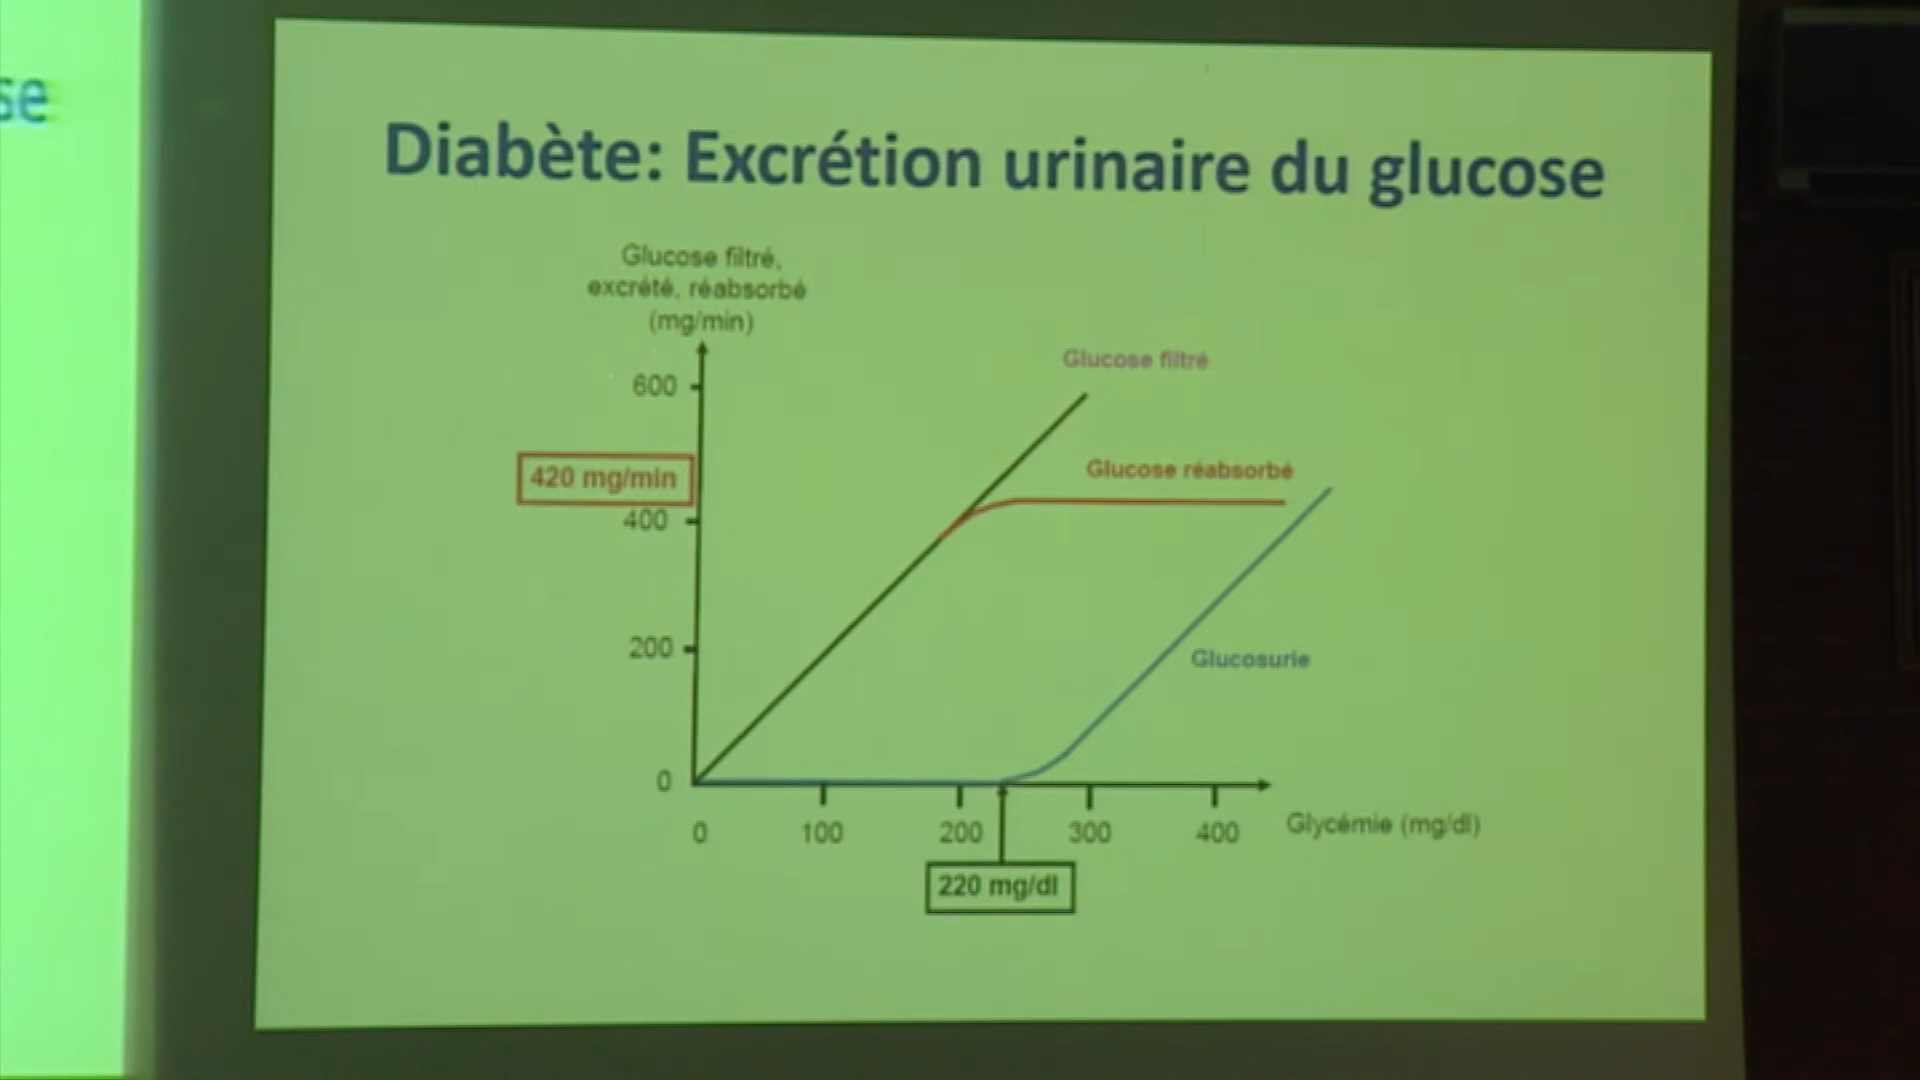 se
Diabète: Excrétion urinaire du glucose
Glucose filtré,
excrété, réabsorbé
(mg/min)
Glucose filtré
600
Glucose réabsorbé
420 mg/min
400
200
Glucosurie
0
0 100 200 300 400 Glycémie (mg/dl)
220 mg/dl